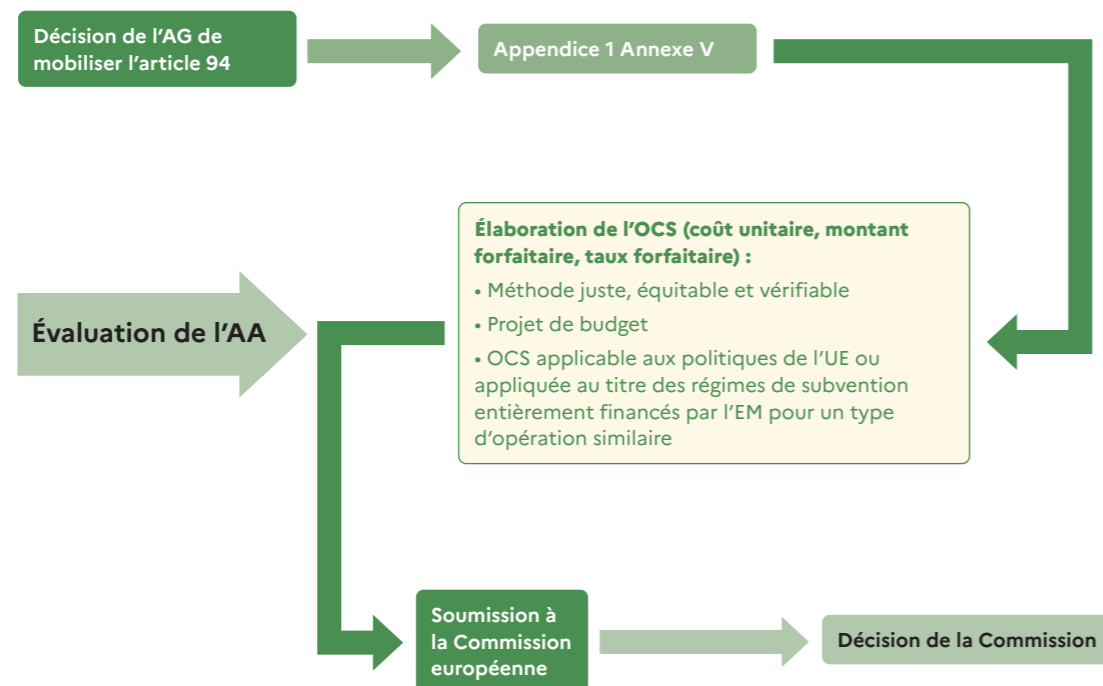 Décision de l’AG de
mobiliser l’article 94
Appendice 1 Annexe V
Élaboration de l’OCS (coût unitaire, montant
forfaitaire, taux forfaitaire) :
• Méthode juste, équitable et vérifiable
• Projet de budget
• OCS applicable aux politiques de l’UE ou
appliquée au titre des régimes de subvention
entièrement financés par l’EM pour un type
d’opération similaire
Évaluation de l’AA
Soumission à
la Commission
européenne
Décision de la Commission